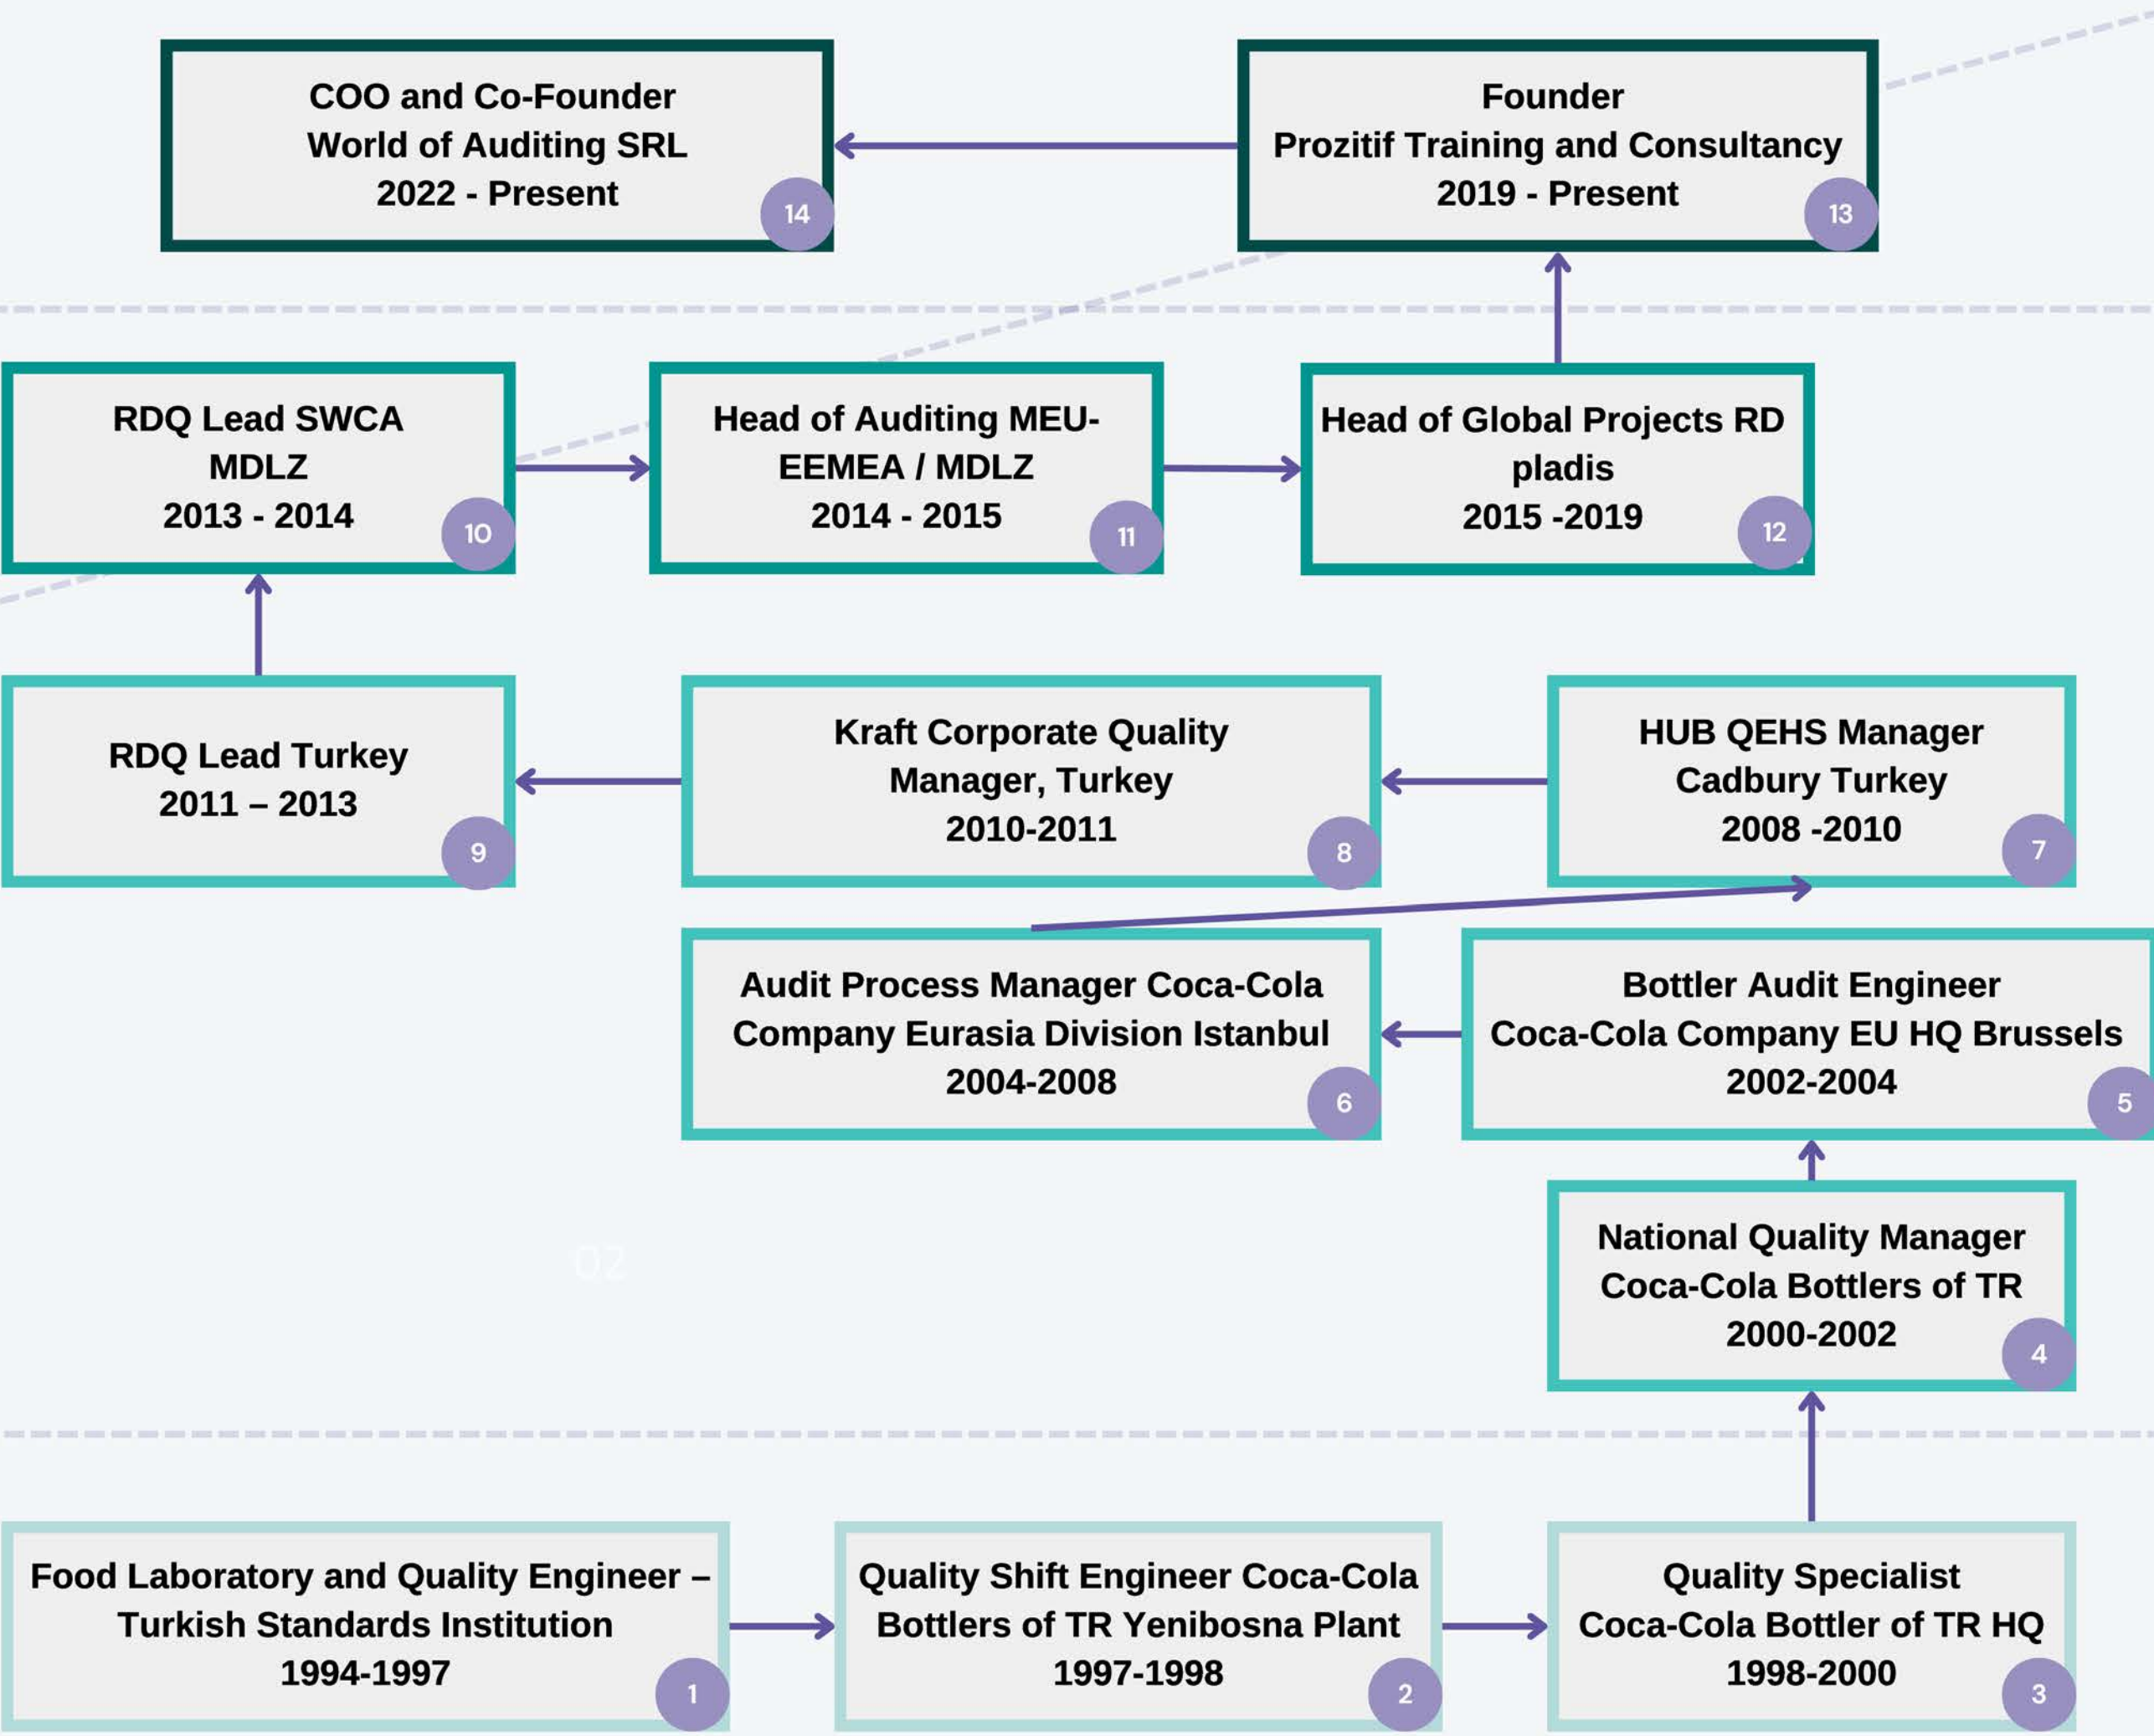 COO and Co-Founder
World of Auditing SRL
2022 - Present
14
Founder
Prozitif Training and Consultancy
2019 - Present
13
RDQ Lead SWCA
MDLZ
2013 - 2014
10
Head of Auditing MEU-
EEMEA / MDLZ
2014 - 2015
11
Head of Global Projects RD
pladis
2015 -2019
12
RDQ Lead Turkey
2011 – 2013
9
Kraft Corporate Quality
Manager, Turkey
2010-2011
8
HUB QEHS Manager
Cadbury Turkey
2008 -2010
7
Audit Process Manager Coca-Cola
Company Eurasia Division Istanbul
2004-2008
6
Bottler Audit Engineer
Coca-Cola Company EU HQ Brussels
2002-2004
5
02
National Quality Manager
Coca-Cola Bottlers of TR
2000-2002
4
Food Laboratory and Quality Engineer –
Turkish Standards Institution
1994-1997
1
Quality Shift Engineer Coca-Cola
Bottlers of TR Yenibosna Plant
1997-1998
2
Quality Specialist
Coca-Cola Bottler of TR HQ
1998-2000
3